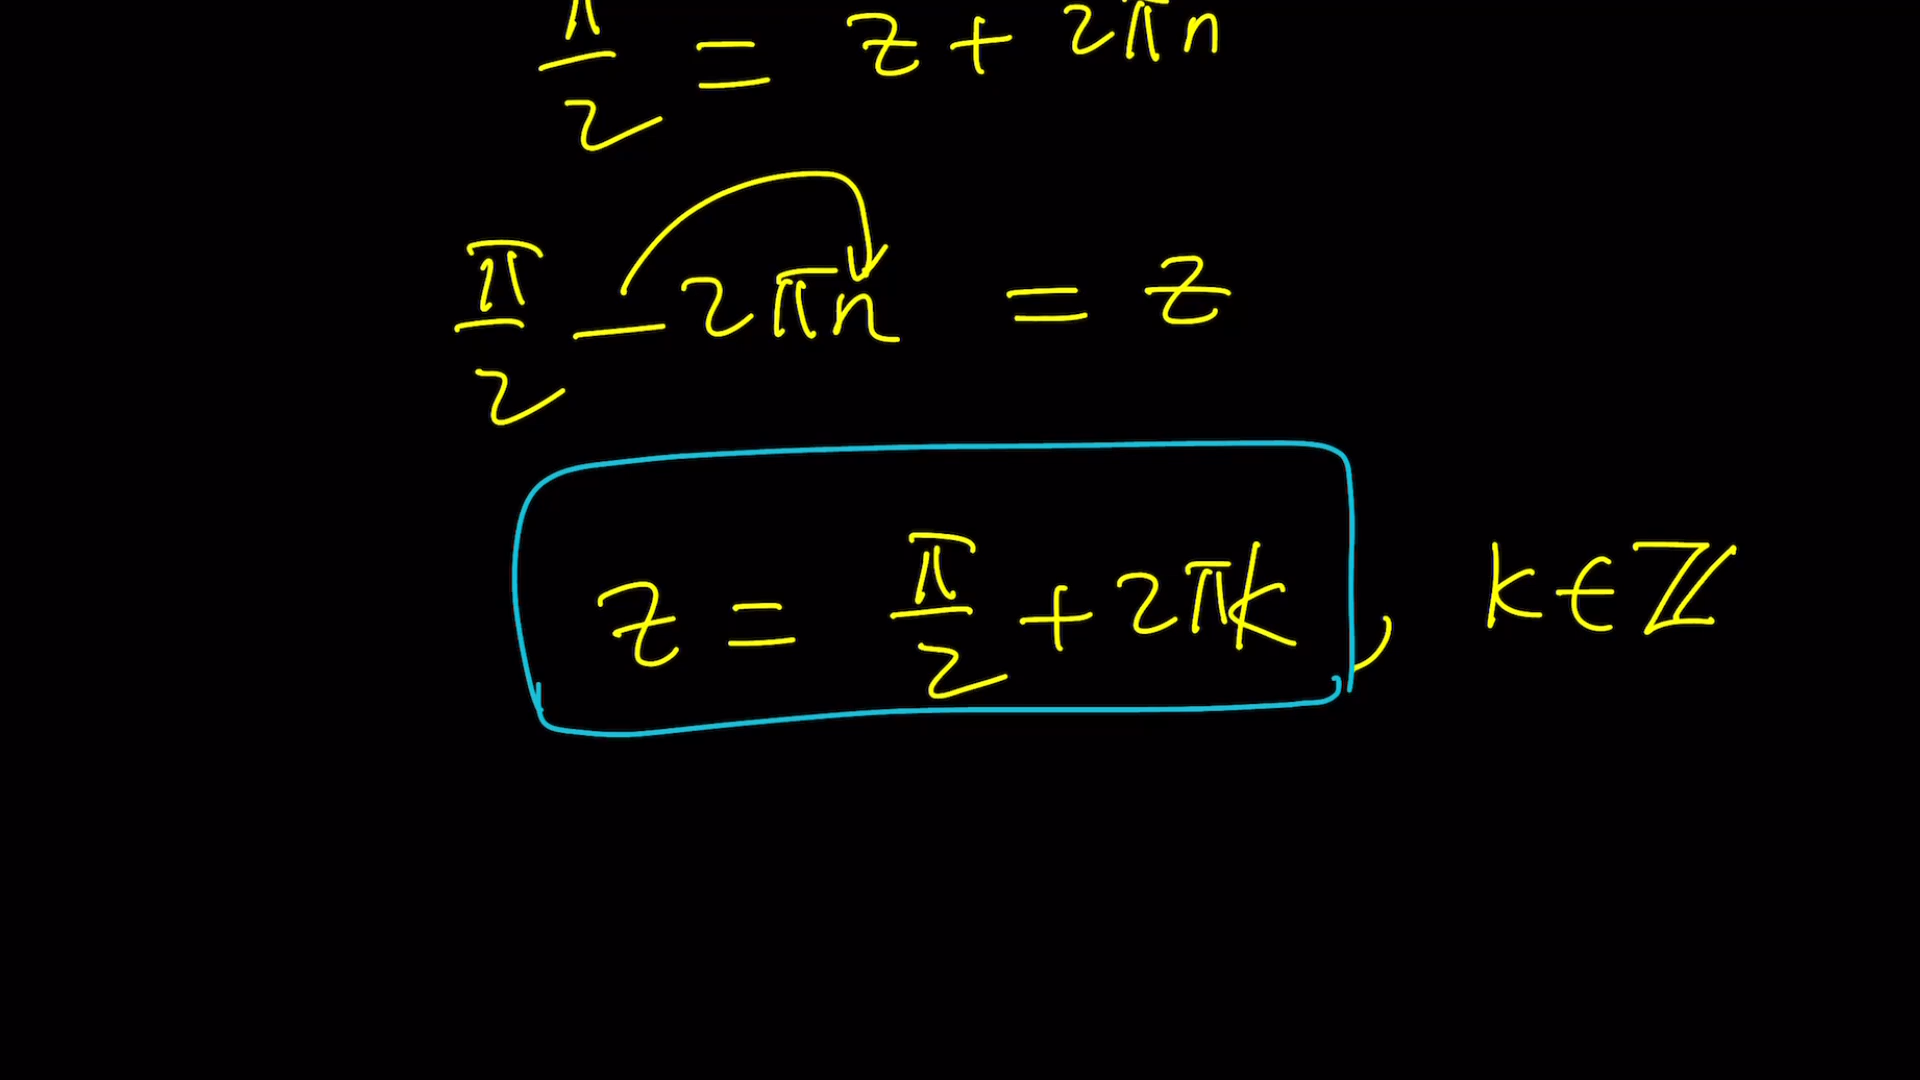 π/2 = z + 2πn
π/2 − 2πn = z
z = π/2 + 2πk, k∈ℤ